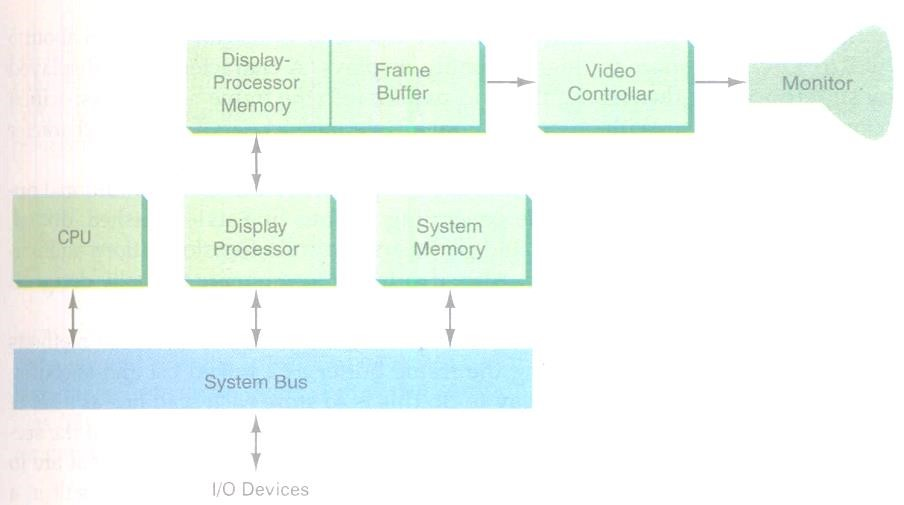 Display-
Processor
Memory
Frame
Buffer
Video
Controllar
Monitor
CPU
Display
Processor
System
Memory
System Bus
I/O Devices